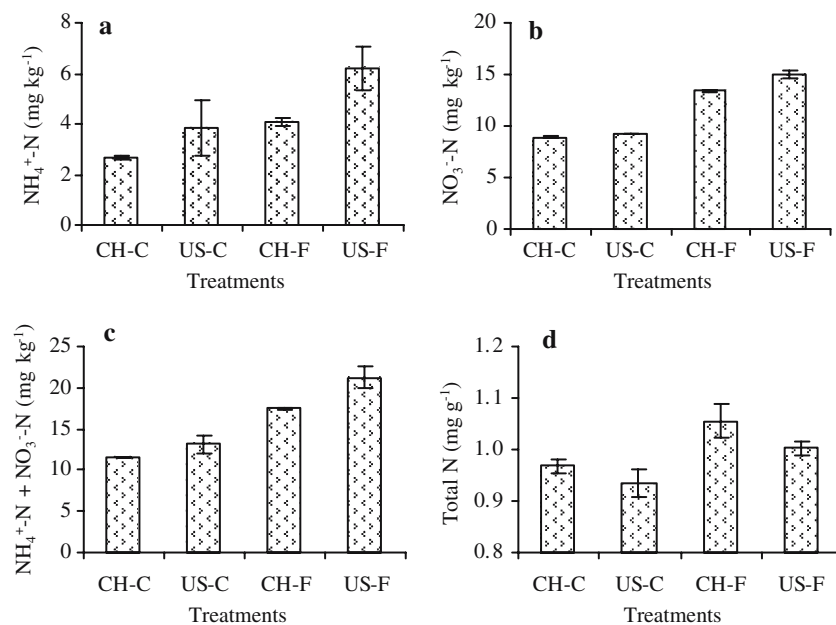 a
8
6
4
2
0
NH₄⁺-N (mg kg⁻¹)
CH-C US-C CH-F US-F
Treatments
b
20
15
10
5
0
NO₃⁻-N (mg kg⁻¹)
CH-C US-C CH-F US-F
Treatments
c
25
20
15
10
5
0
NH₄⁺-N + NO₃⁻-N (mg kg⁻¹)
CH-C US-C CH-F US-F
Treatments
d
1.2
1.1
1.0
0.9
0.8
Total N (mg g⁻¹)
CH-C US-C CH-F US-F
Treatments